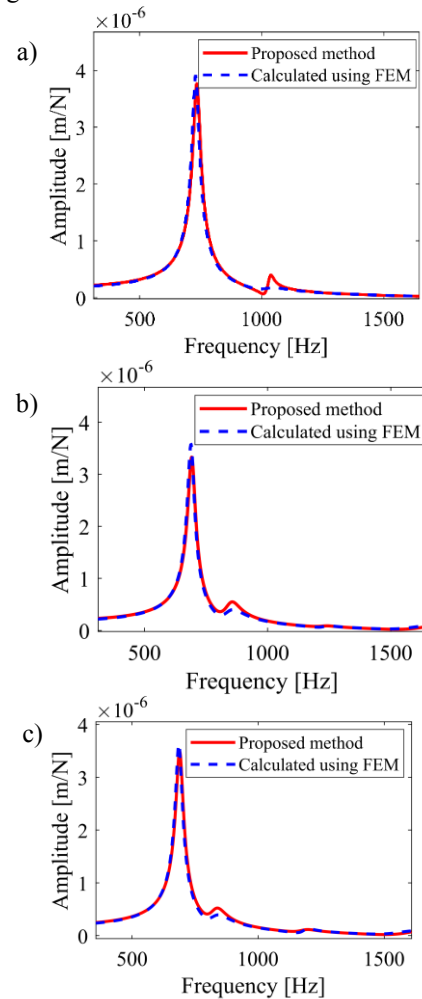 a)
×10^-6
Proposed method
Calculated using FEM
Amplitude [m/N]
4
3
2
1
0
500
1000
1500
Frequency [Hz]
b)
×10^-6
Proposed method
Calculated using FEM
Amplitude [m/N]
4
3
2
1
0
500
1000
1500
Frequency [Hz]
c)
×10^-6
Proposed method
Calculated using FEM
Amplitude [m/N]
4
3
2
1
0
500
1000
1500
Frequency [Hz]